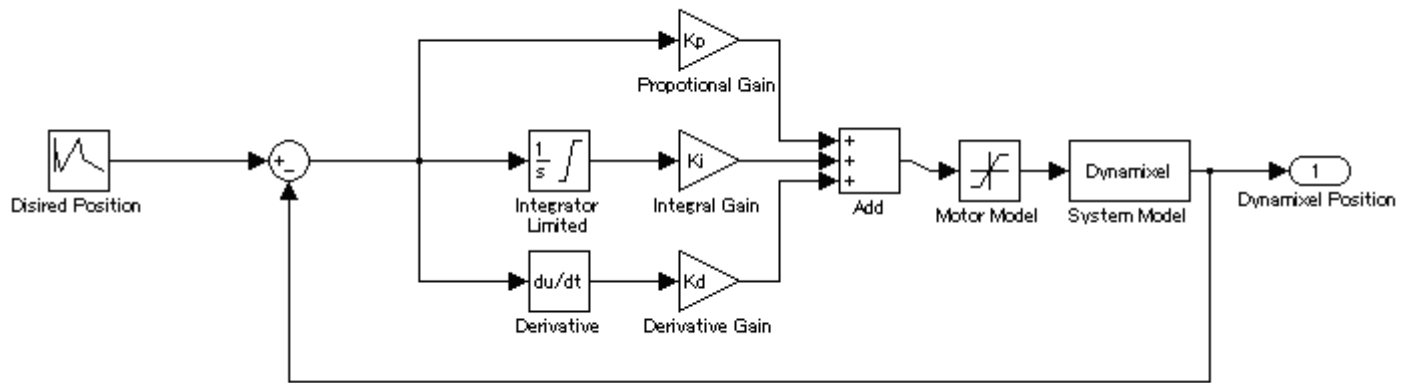 Kp
Propotional Gain
Disired Position
+
−
1
s
Integrator
Limited
Ki
Integral Gain
du/dt
Derivative
Kd
Derivative Gain
+
+
+
Add
Motor Model
Dynamixel
System Model
1
Dynamixel Position